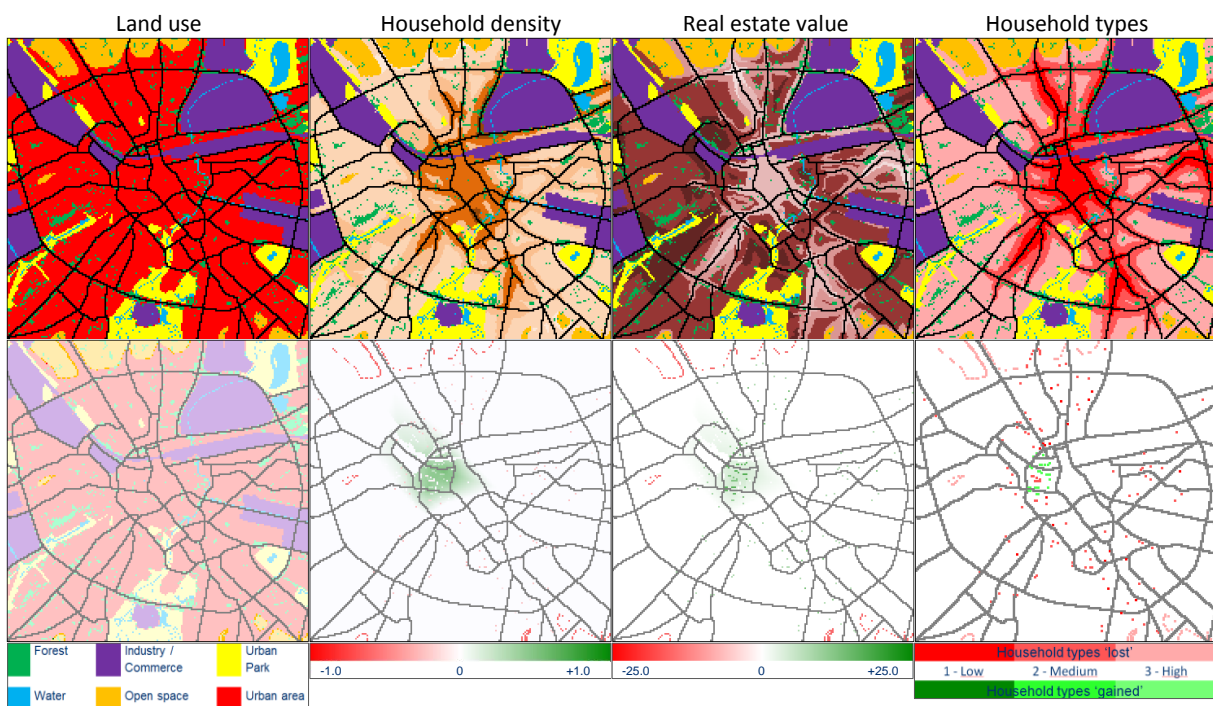 Land use
Household density
Real estate value
Household types
Forest
Industry / Commerce
Urban Park
Water
Open space
Urban area
-1.0 0 +1.0
-25.0 0 +25.0
Household types 'lost'
1 - Low 2 - Medium 3 - High
Household types 'gained'